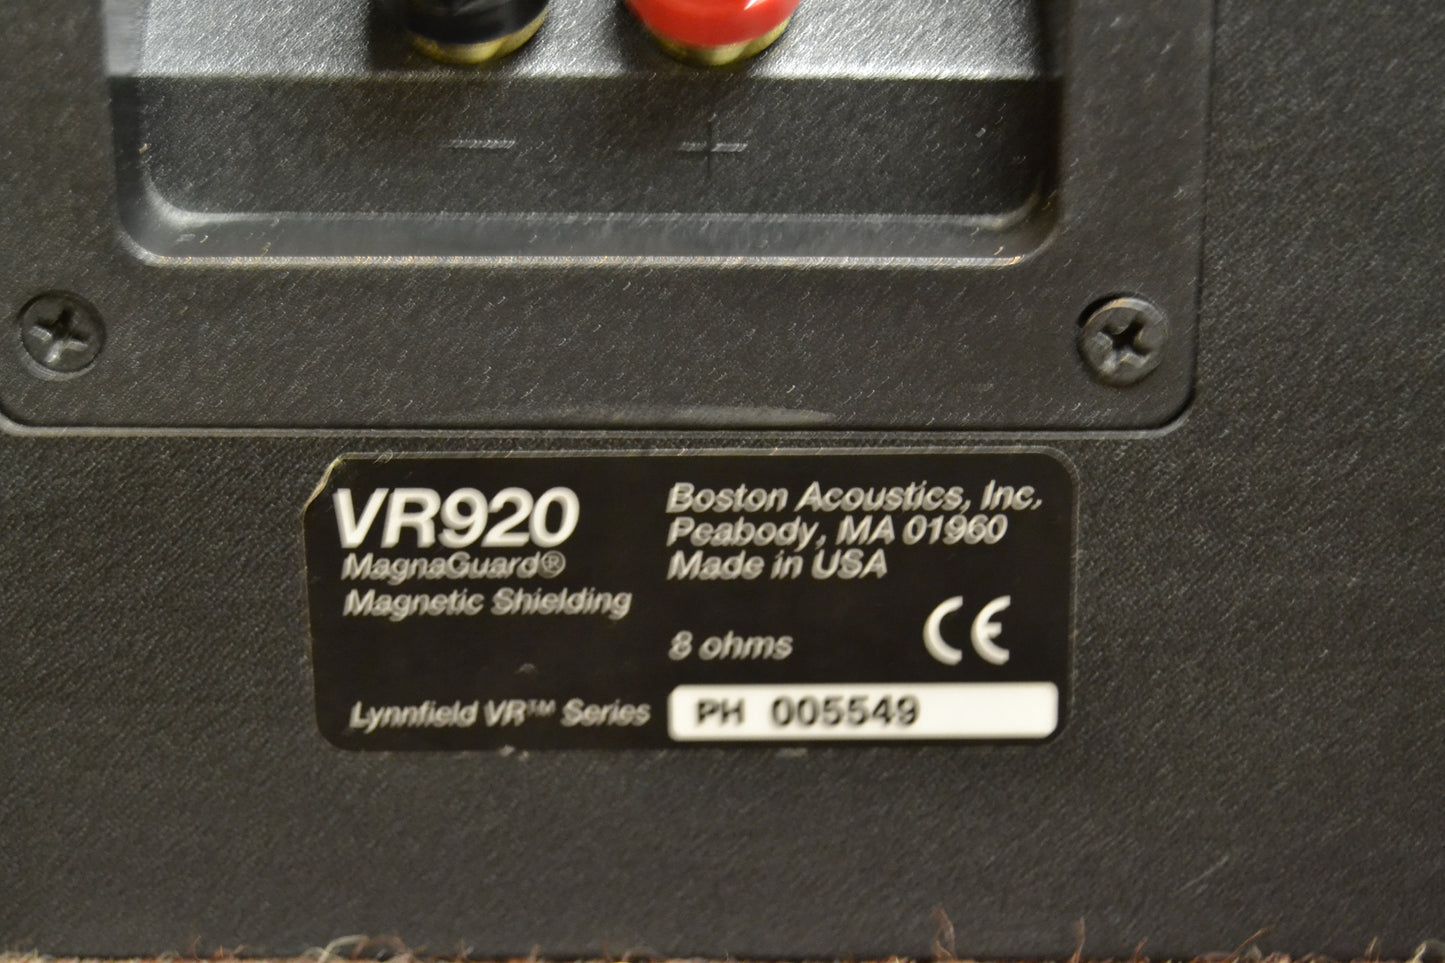 − +
VR920
MagnaGuard®
Magnetic Shielding
Lynnfield VR™ Series
Boston Acoustics, Inc.
Peabody, MA 01960
Made in USA
8 ohms
CE
PH 005549